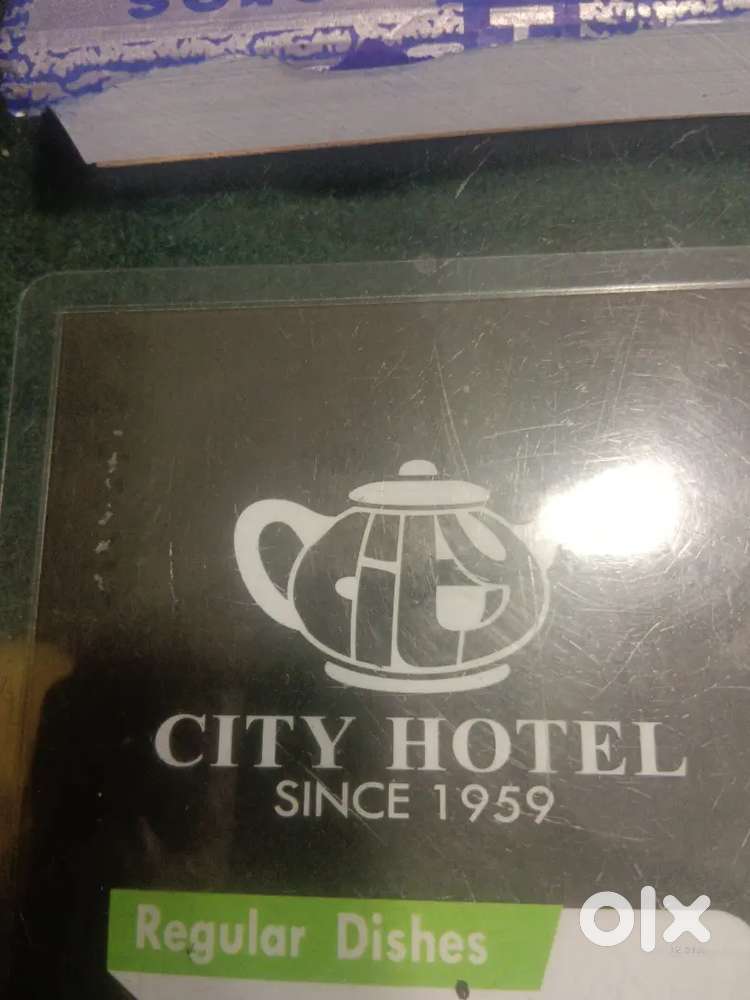 CITY HOTEL
SINCE 1959
Regular Dishes
olx